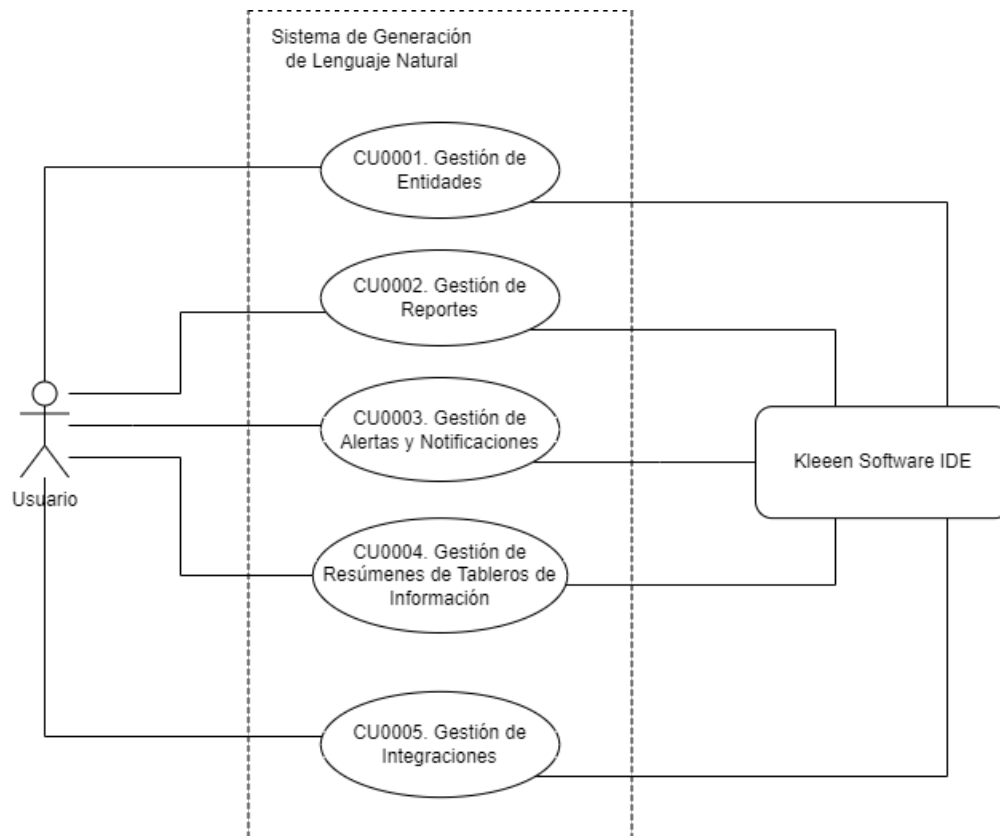 Sistema de Generación
de Lenguaje Natural
CU0001. Gestión de
Entidades
CU0002. Gestión de
Reportes
CU0003. Gestión de
Alertas y Notificaciones
Kleeen Software IDE
Usuario
CU0004. Gestión de
Resúmenes de Tableros de
Información
CU0005. Gestión de
Integraciones